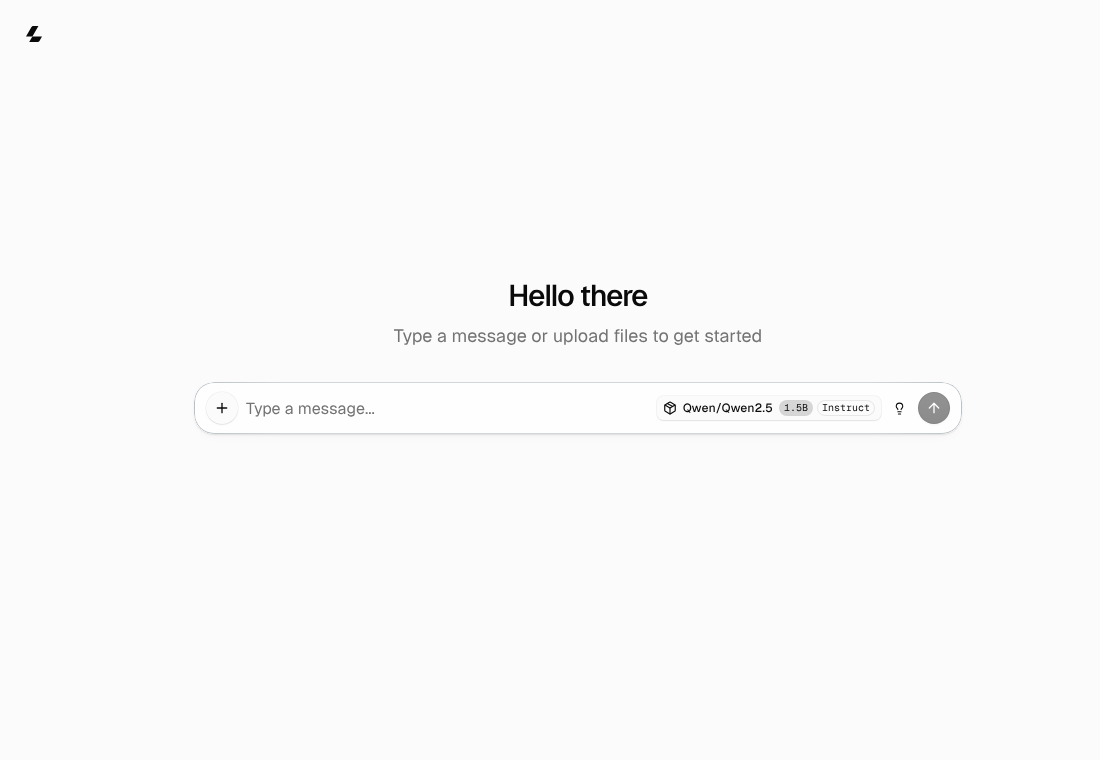 Hello there
Type a message or upload files to get started
Type a message...
Qwen/Qwen2.5 1.5B Instruct